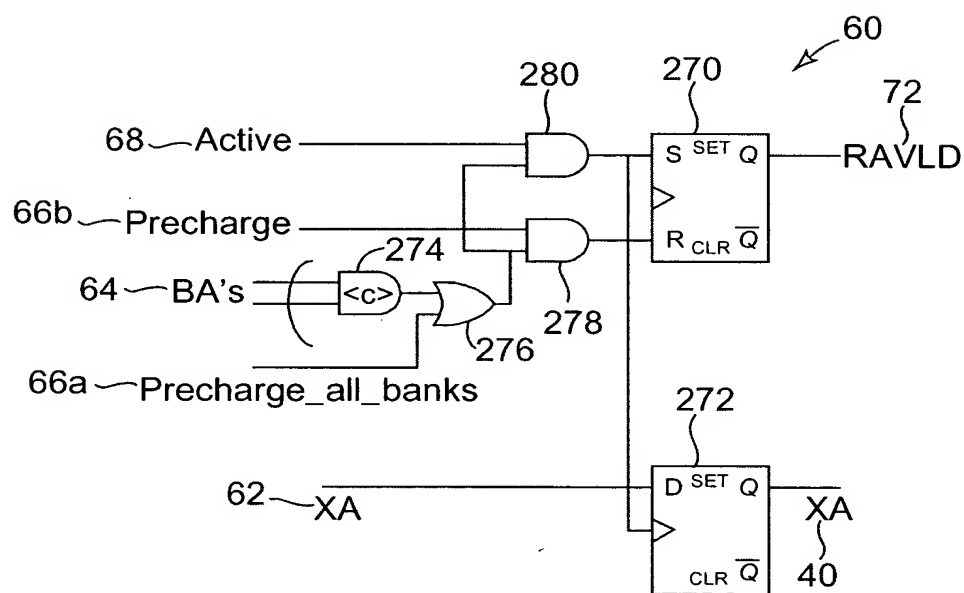 60
280
270
72
68 Active
S SET Q
RAVLD
66b Precharge
R CLR Q̅
274
64 BA's
<c>
278
276
66a Precharge_all_banks
272
D SET Q
62 XA
XA
40
CLR Q̅